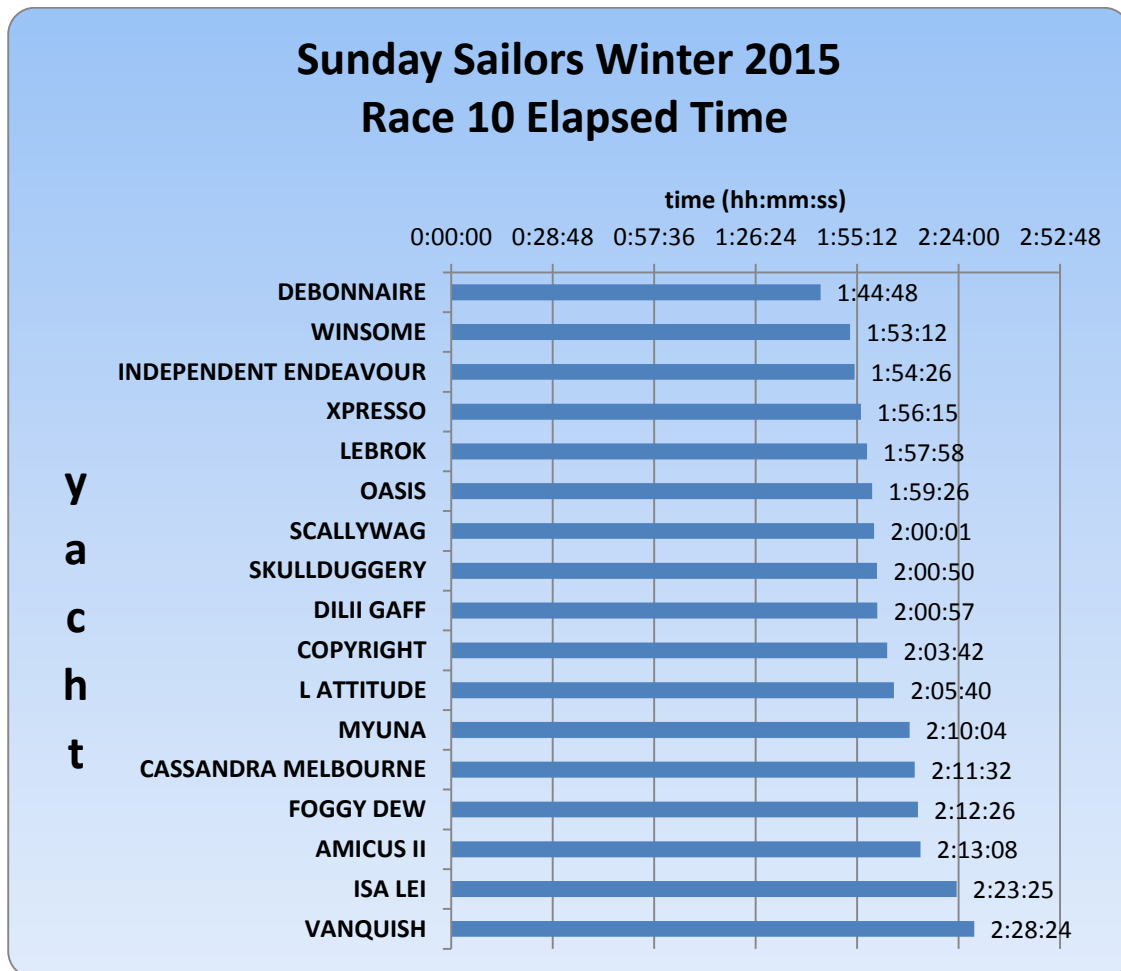 Sunday Sailors Winter 2015
Race 10 Elapsed Time
time (hh:mm:ss)
0:00:00 0:28:48 0:57:36 1:26:24 1:55:12 2:24:00 2:52:48
DEBONNAIRE 1:44:48
WINSOME 1:53:12
INDEPENDENT ENDEAVOUR 1:54:26
XPRESSO 1:56:15
LEBROK 1:57:58
OASIS 1:59:26
SCALLYWAG 2:00:01
SKULLDUGGERY 2:00:50
DILII GAFF 2:00:57
COPYRIGHT 2:03:42
L ATTITUDE 2:05:40
MYUNA 2:10:04
CASSANDRA MELBOURNE 2:11:32
FOGGY DEW 2:12:26
AMICUS II 2:13:08
ISA LEI 2:23:25
VANQUISH 2:28:24
yacht